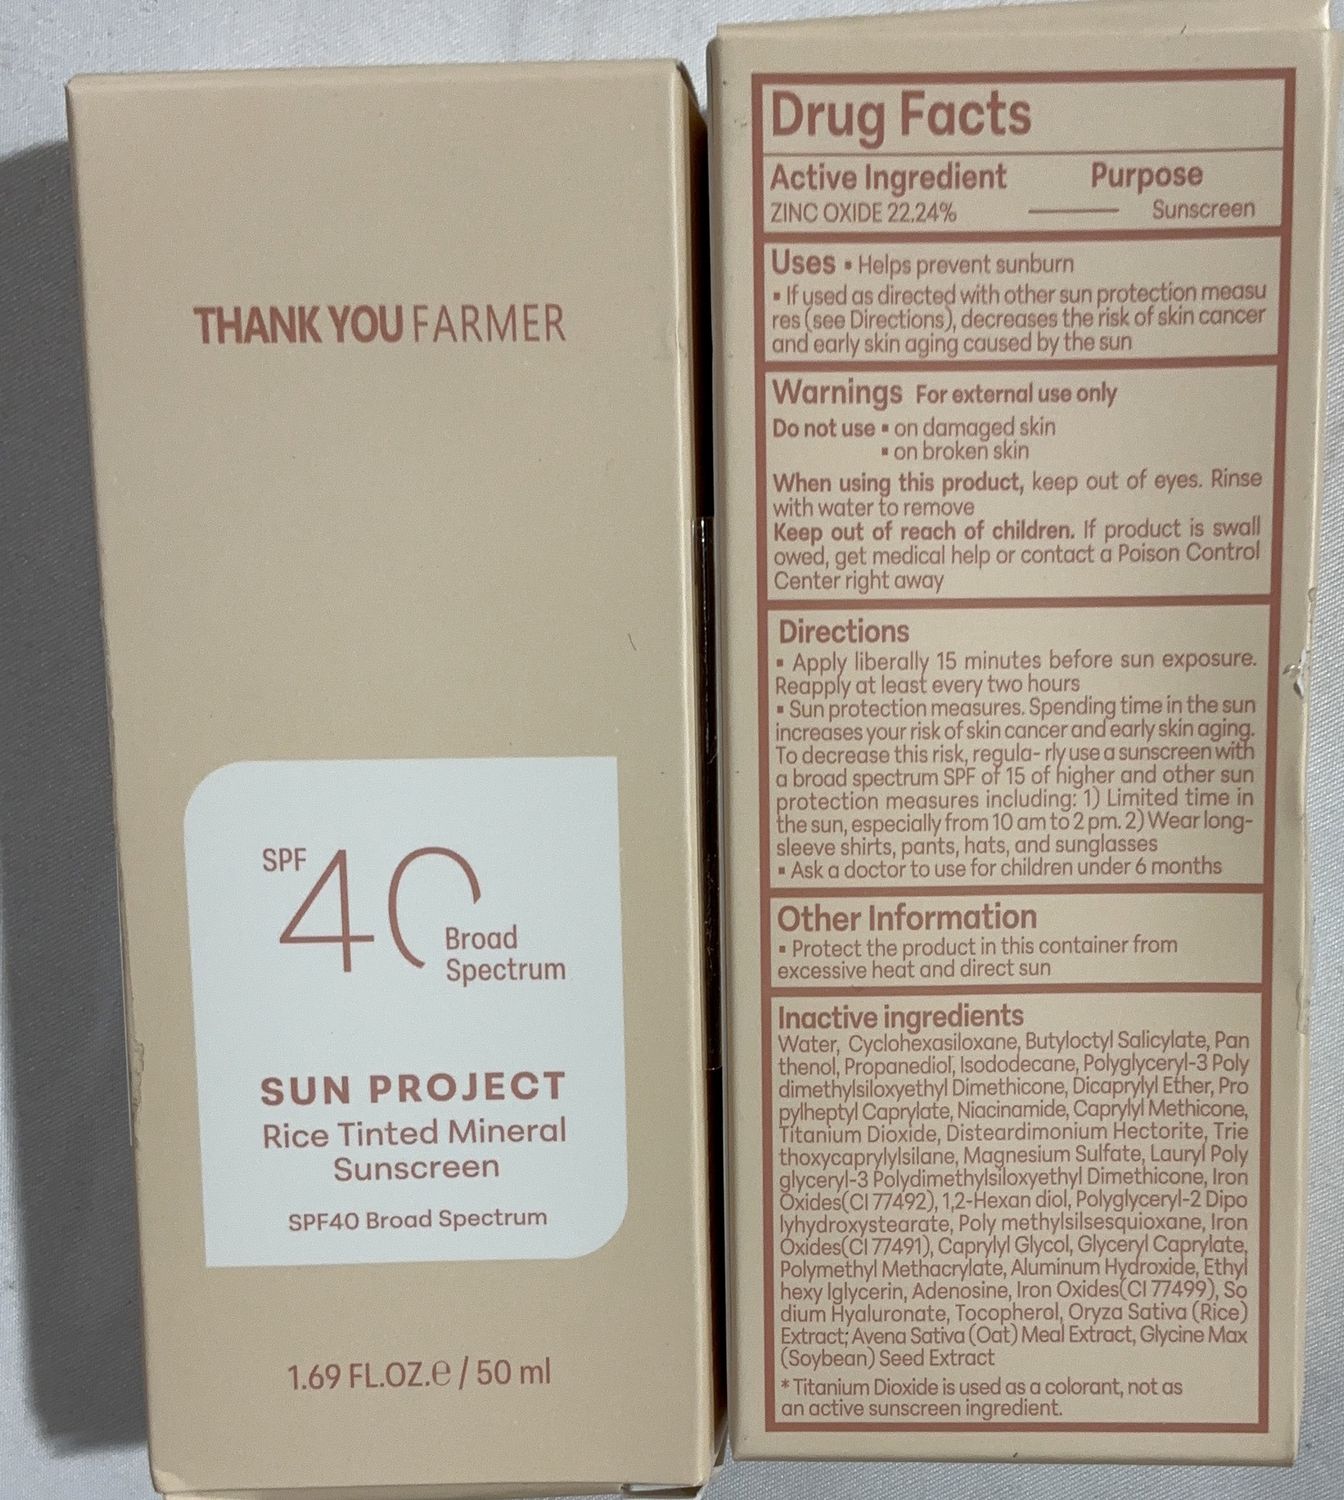 THANK YOU FARMER
SPF
40
Broad
Spectrum
SUN PROJECT
Rice Tinted Mineral
Sunscreen
SPF40 Broad Spectrum
1.69 FL.OZ.℮ / 50 ml
Drug Facts
Active Ingredient Purpose
ZINC OXIDE 22.24% Sunscreen
Uses ▪ Helps prevent sunburn
▪ If used as directed with other sun protection measu
res (see Directions), decreases the risk of skin cancer
and early skin aging caused by the sun
Warnings For external use only
Do not use ▪ on damaged skin
▪ on broken skin
When using this product, keep out of eyes. Rinse
with water to remove
Keep out of reach of children. If product is swall
owed, get medical help or contact a Poison Control
Center right away
Directions
▪ Apply liberally 15 minutes before sun exposure.
Reapply at least every two hours
▪ Sun protection measures. Spending time in the sun
increases your risk of skin cancer and early skin aging.
To decrease this risk, regula- rly use a sunscreen with
a broad spectrum SPF of 15 of higher and other sun
protection measures including: 1) Limited time in
the sun, especially from 10 am to 2 pm. 2) Wear long-
sleeve shirts, pants, hats, and sunglasses
▪ Ask a doctor to use for children under 6 months
Other Information
▪ Protect the product in this container from
excessive heat and direct sun
Inactive ingredients
Water, Cyclohexasiloxane, Butyloctyl Salicylate, Pan
thenol, Propanediol, Isododecane, Polyglyceryl-3 Poly
dimethylsiloxyethyl Dimethicone, Dicaprylyl Ether, Pro
pylheptyl Caprylate, Niacinamide, Caprylyl Methicone,
Titanium Dioxide, Disteardimonium Hectorite, Trie
thoxycaprylylsilane, Magnesium Sulfate, Lauryl Poly
glyceryl-3 Polydimethylsiloxyethyl Dimethicone, Iron
Oxides(CI 77492), 1,2-Hexan diol, Polyglyceryl-2 Dipo
lyhydroxystearate, Poly methylsilsesquioxane, Iron
Oxides(CI 77491), Caprylyl Glycol, Glyceryl Caprylate,
Polymethyl Methacrylate, Aluminum Hydroxide, Ethyl
hexy lglycerin, Adenosine, Iron Oxides(CI 77499), So
dium Hyaluronate, Tocopherol, Oryza Sativa (Rice)
Extract; Avena Sativa (Oat) Meal Extract, Glycine Max
(Soybean) Seed Extract
* Titanium Dioxide is used as a colorant, not as
an active sunscreen ingredient.